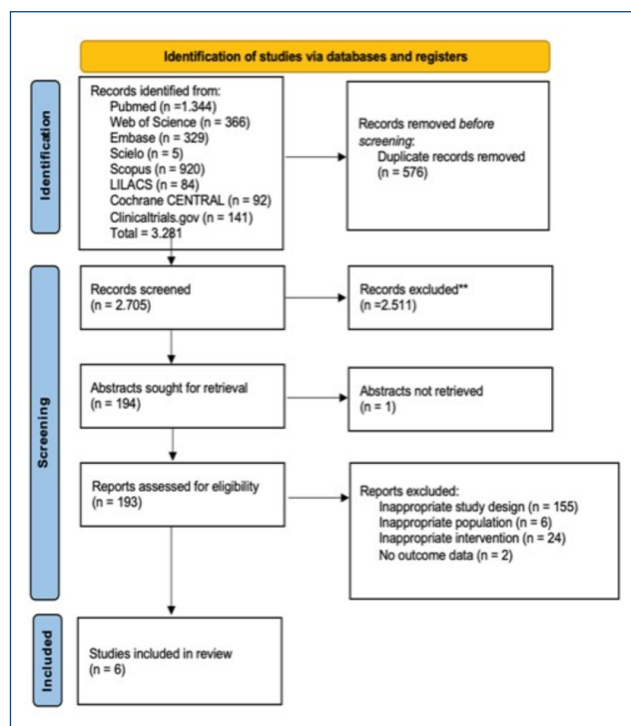 Identification of studies via databases and registers
Identification
Records identified from:
Pubmed (n =1.344)
Web of Science (n = 366)
Embase (n = 329)
Scielo (n = 5)
Scopus (n = 920)
LILACS (n = 84)
Cochrane CENTRAL (n = 92)
Clinicaltrials.gov (n = 141)
Total = 3.281
Records removed before
screening:
Duplicate records removed
(n = 576)
Screening
Records screened
(n = 2.705)
Records excluded**
(n =2.511)
Abstracts sought for retrieval
(n = 194)
Abstracts not retrieved
(n = 1)
Reports assessed for eligibility
(n = 193)
Reports excluded:
Inappropriate study design (n = 155)
Inappropriate population (n = 6)
Inappropriate intervention (n = 24)
No outcome data (n = 2)
Included
Studies included in review
(n = 6)